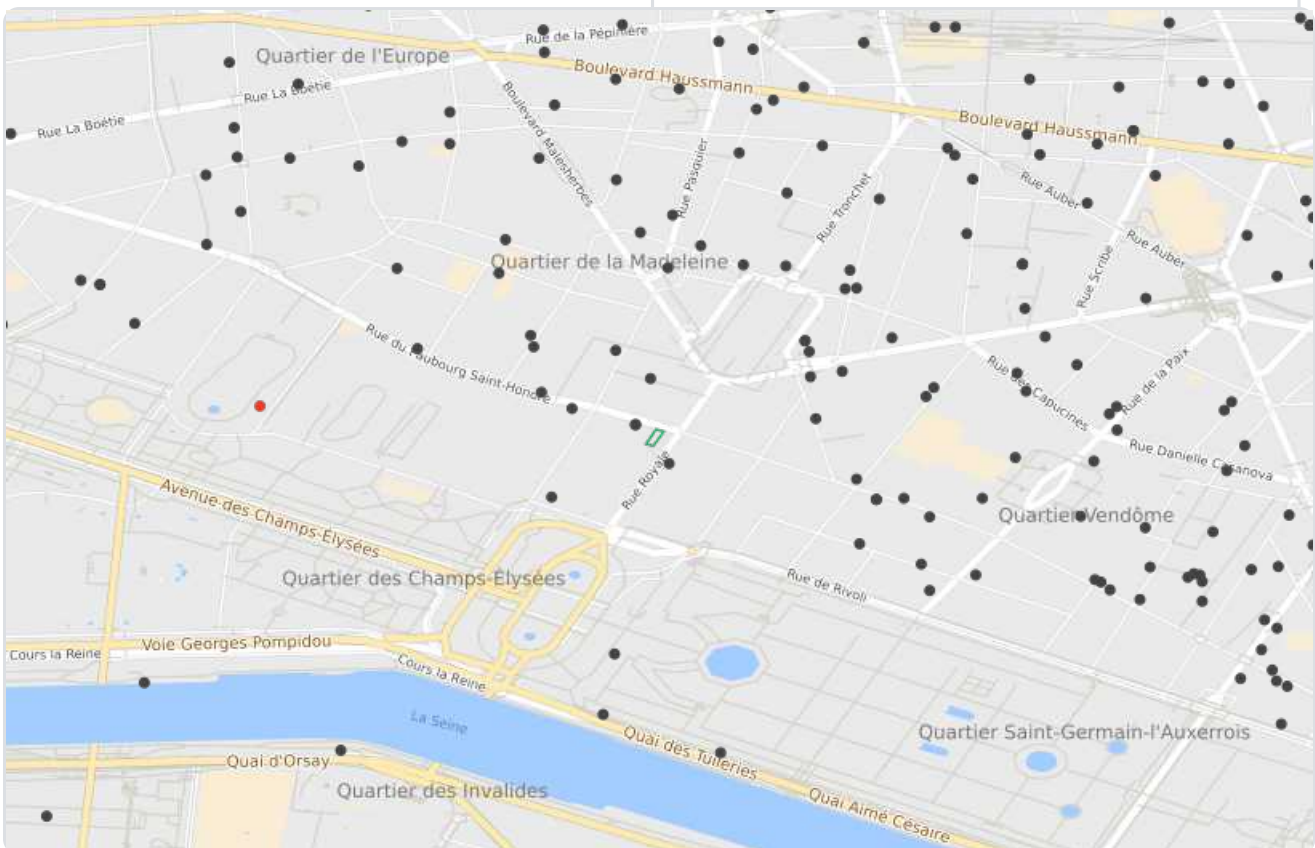 Rue de la Pépinière
Quartier de l'Europe
Boulevard Haussmann
Rue La Boétie
Rue La Boétie
Boulevard Malesherbes
Boulevard Haussmann
Rue Pasquier
Rue Tronchet
Rue Auber
Rue Auber
Rue Scribe
Quartier de la Madeleine
Rue du Faubourg Saint-Honoré
Rue des Capucines
Rue de la Paix
Rue Danielle Casanova
Rue Royale
Avenue des Champs-Élysées
Quartier Vendôme
Quartier des Champs-Élysées
Rue de Rivoli
Voie Georges Pompidou
Cours la Reine
Cours la Reine
La Seine
Quai des Tuileries
Quartier Saint-Germain-l'Auxerrois
Quai d'Orsay
Quartier des Invalides
Quai Aimé Césaire